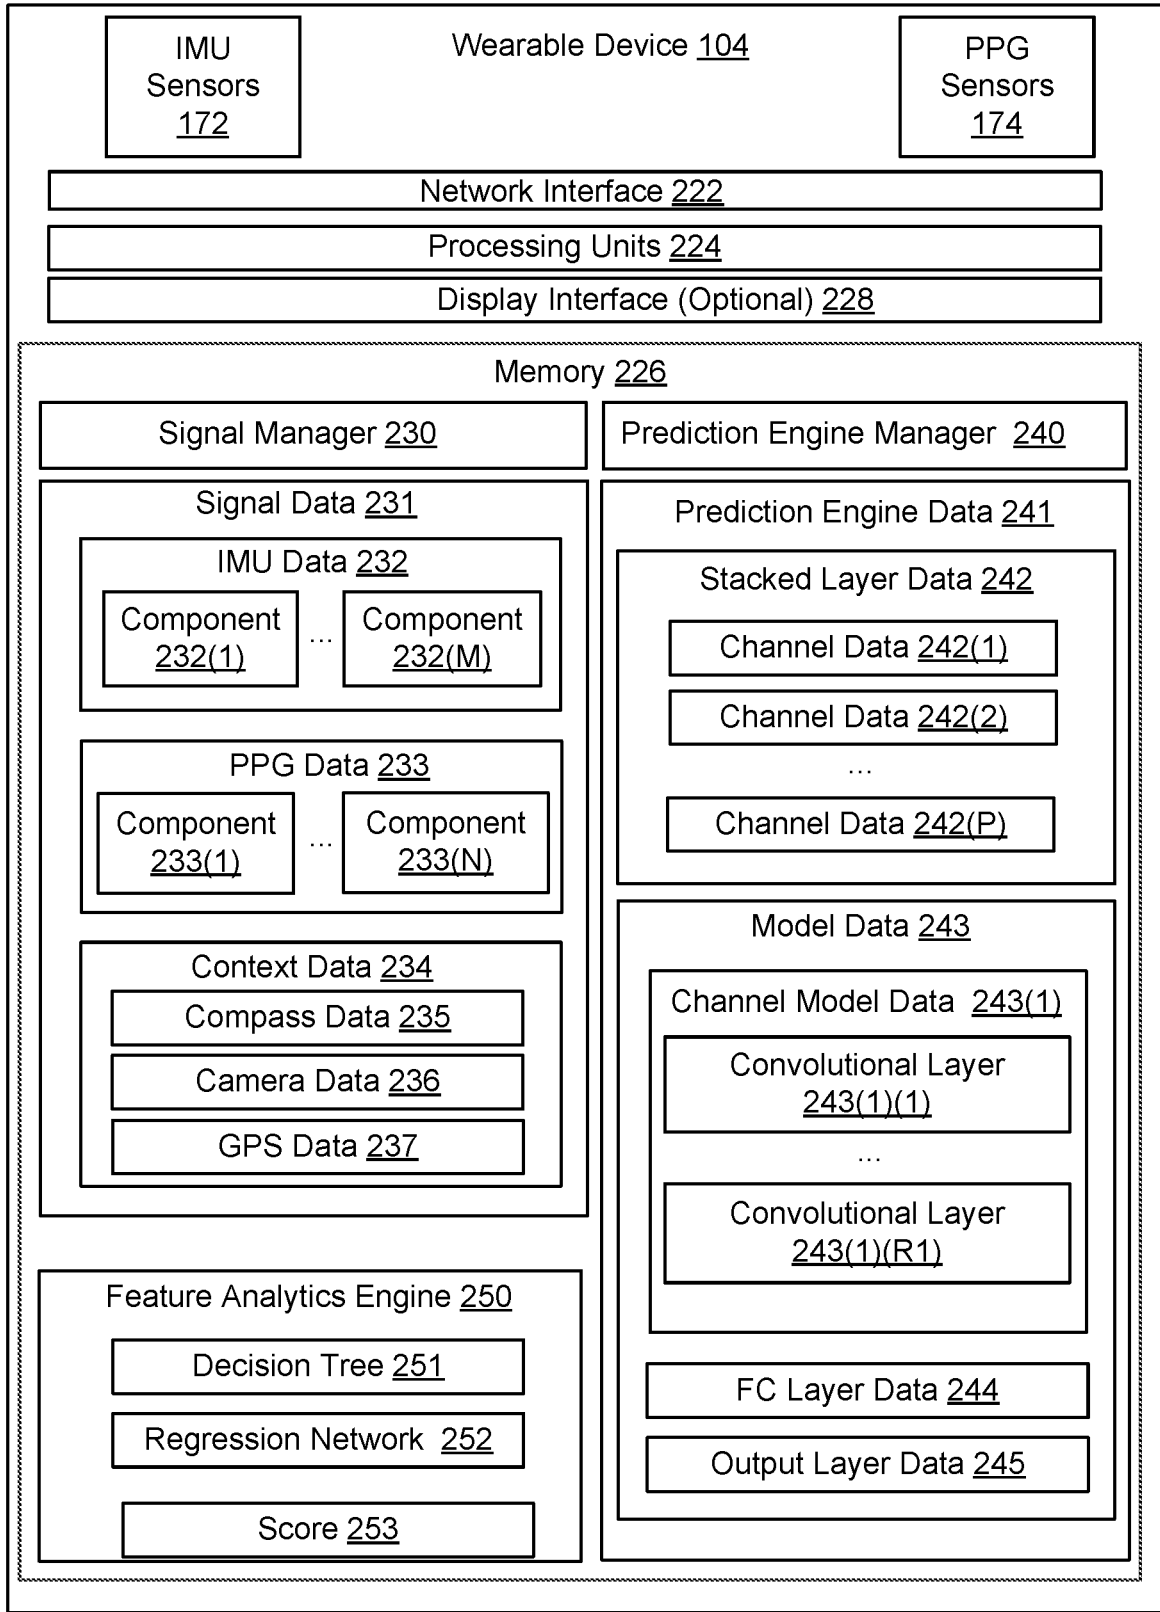 IMU
Sensors
172
Wearable Device 104
PPG
Sensors
174
Network Interface 222
Processing Units 224
Display Interface (Optional) 228
Memory 226
Signal Manager 230
Signal Data 231
IMU Data 232
Component
232(1)
...
Component
232(M)
PPG Data 233
Component
233(1)
...
Component
233(N)
Context Data 234
Compass Data 235
Camera Data 236
GPS Data 237
Feature Analytics Engine 250
Decision Tree 251
Regression Network 252
Score 253
Prediction Engine Manager 240
Prediction Engine Data 241
Stacked Layer Data 242
Channel Data 242(1)
Channel Data 242(2)
...
Channel Data 242(P)
Model Data 243
Channel Model Data 243(1)
Convolutional Layer
243(1)(1)
...
Convolutional Layer
243(1)(R1)
FC Layer Data 244
Output Layer Data 245